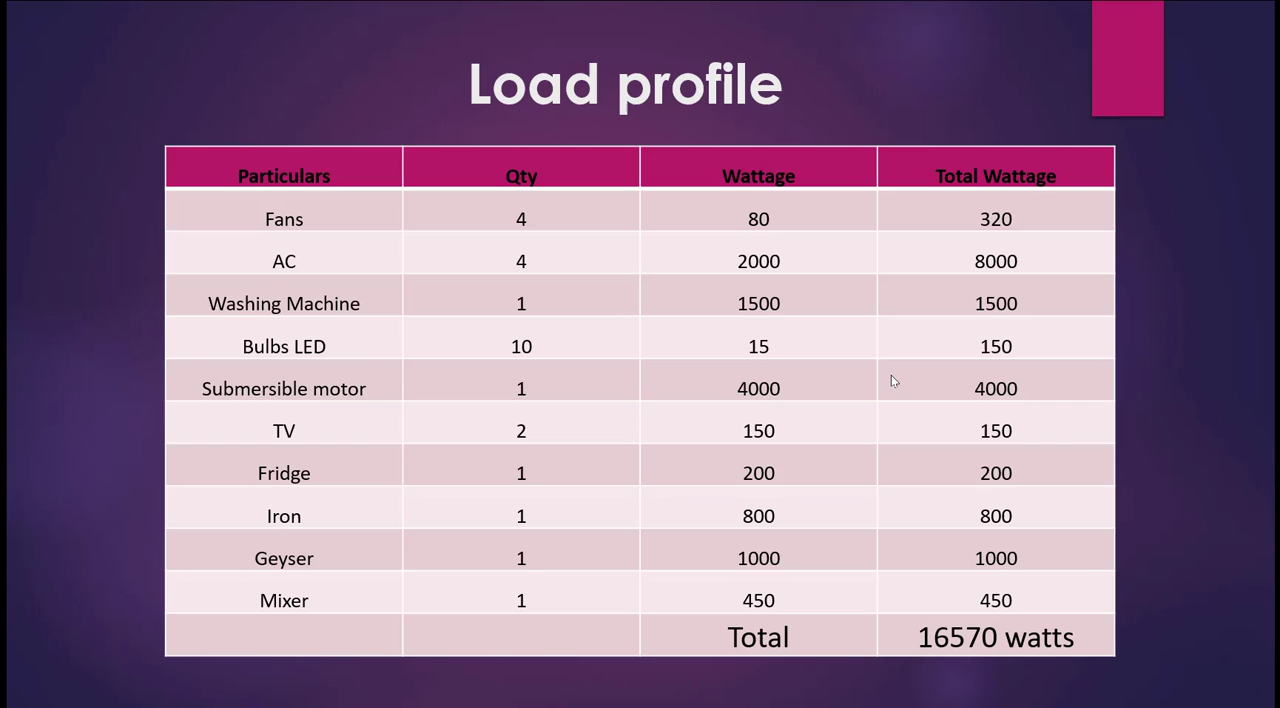 Load profile
Particulars Qty Wattage Total Wattage
Fans 4 80 320
AC 4 2000 8000
Washing Machine 1 1500 1500
Bulbs LED 10 15 150
Submersible motor 1 4000 4000
TV 2 150 150
Fridge 1 200 200
Iron 1 800 800
Geyser 1 1000 1000
Mixer 1 450 450
Total 16570 watts